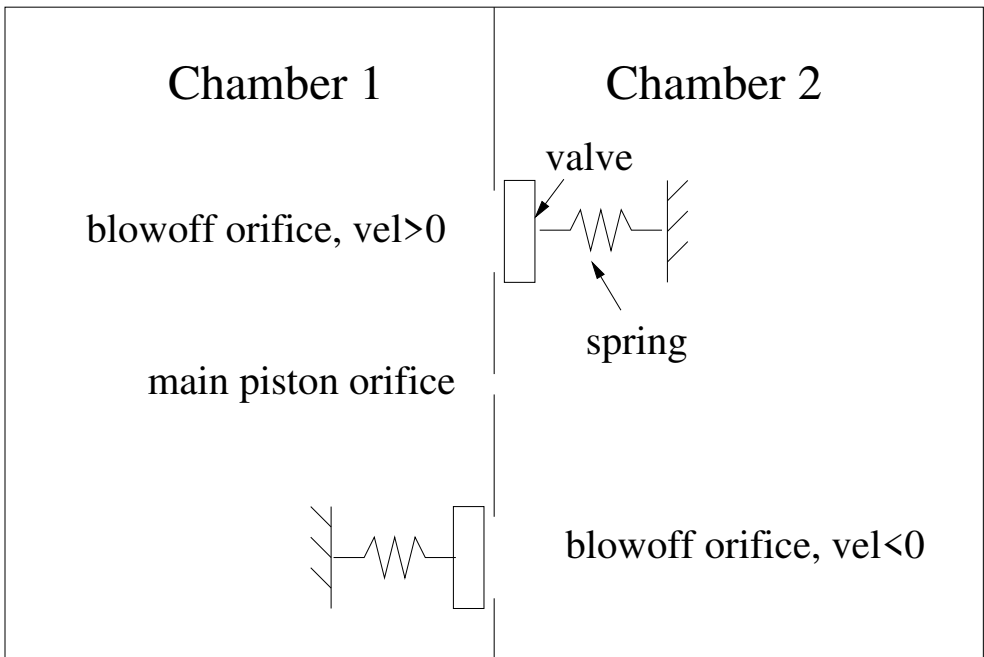 Chamber 1
Chamber 2
valve
blowoff orifice, vel>0
spring
main piston orifice
blowoff orifice, vel<0